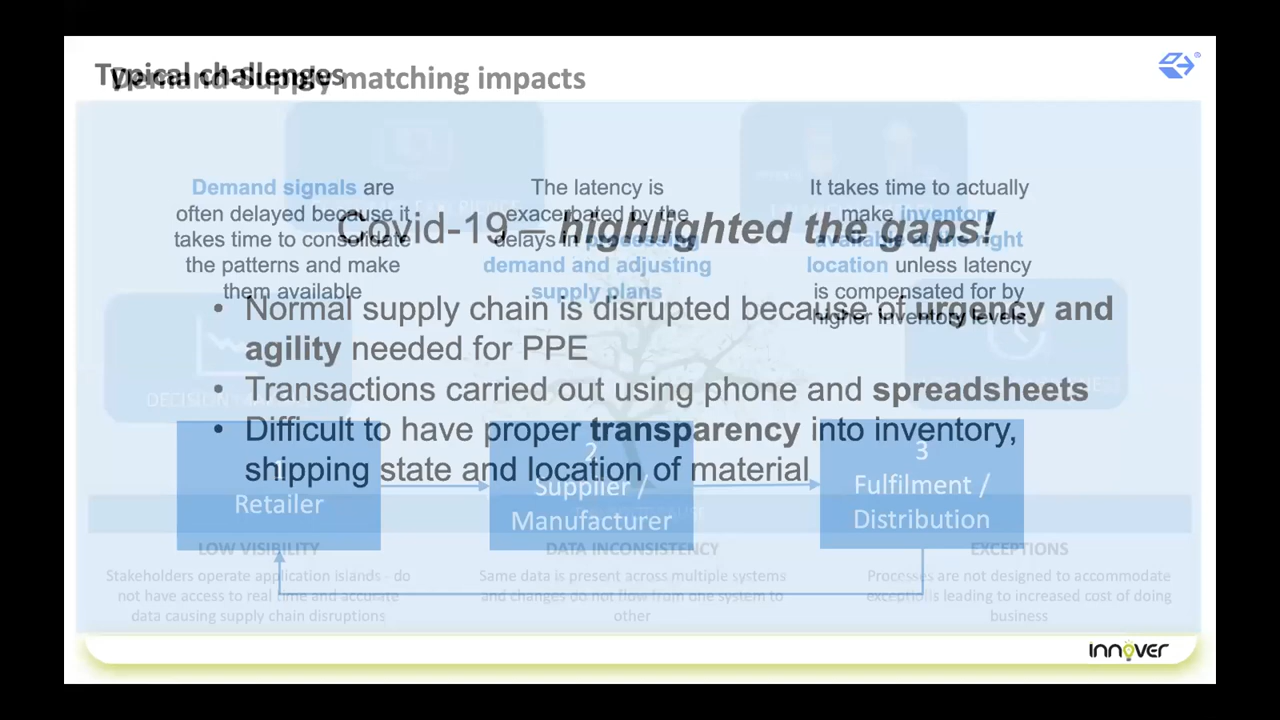 Typical challenges
Demand-Supply matching impacts
Demand signals are
often delayed because it
takes time to consolidate
the patterns and make
them available
The latency is
exacerbated by the
delays in processing
demand and adjusting
supply plans
It takes time to actually
make inventory
available at the right
location unless latency
is compensated for by
higher inventory levels
Covid-19 – highlighted the gaps!
• Normal supply chain is disrupted because of urgency and
agility needed for PPE
• Transactions carried out using phone and spreadsheets
• Difficult to have proper transparency into inventory,
shipping state and location of material
Retailer
2
Supplier /
Manufacturer
3
Fulfilment /
Distribution
LOW VISIBILITY
Stakeholders operate application islands - do
not have access to real time and accurate
data causing supply chain disruptions
DATA INCONSISTENCY
Same data is present across multiple systems
and changes do not flow from one system to
other
EXCEPTIONS
Processes are not designed to accommodate
exceptions leading to increased cost of doing
business
innover